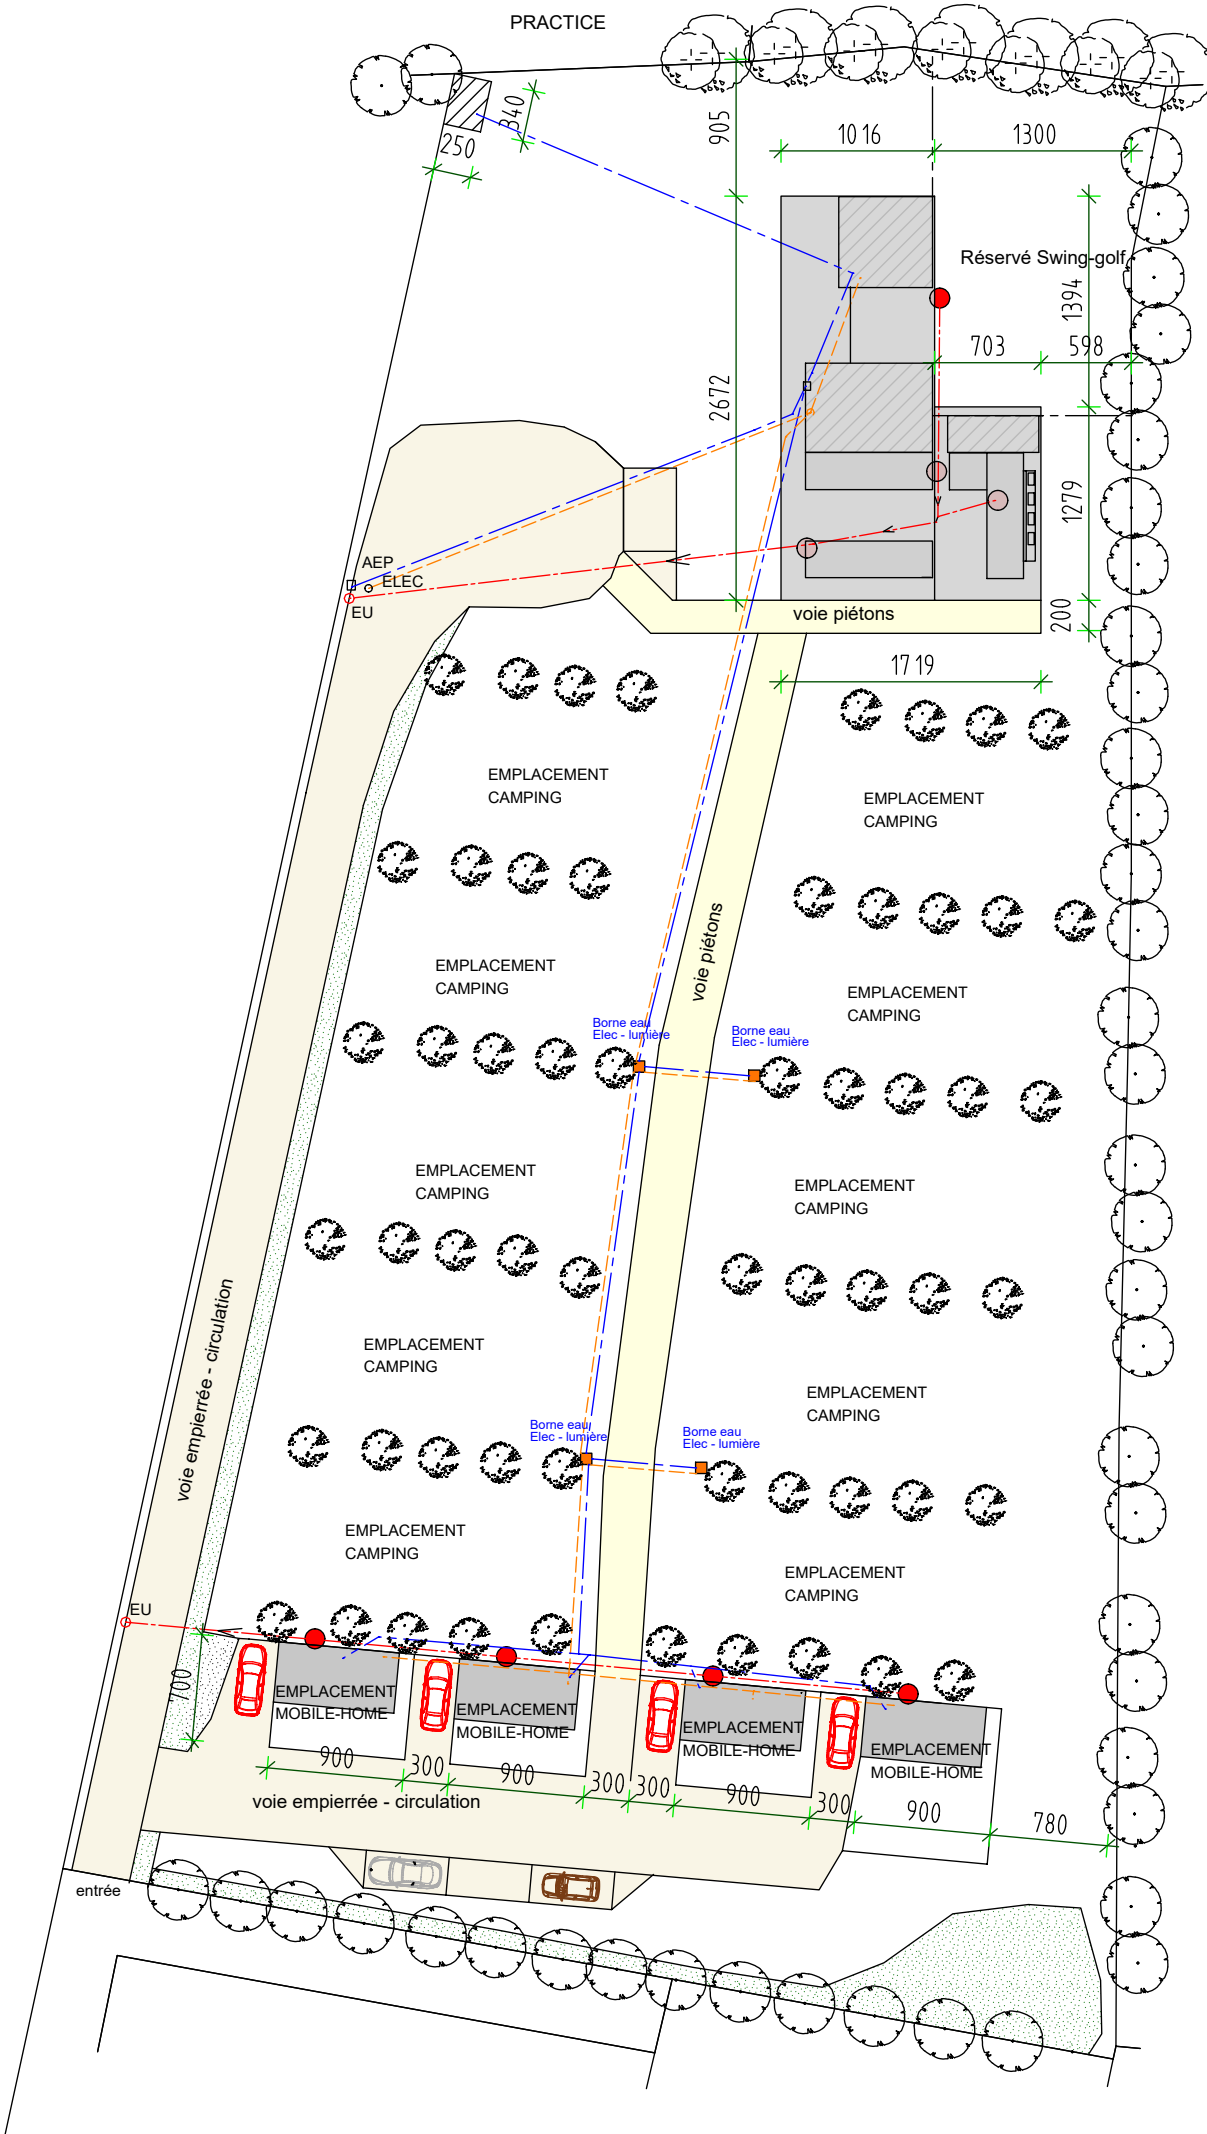 PRACTICE
340
250
905
1016
1300
Réservé Swing-golf
1394
703
598
2672
1279
AEP
ELEC
EU
voie piétons
200
1719
EMPLACEMENT
CAMPING
EMPLACEMENT
CAMPING
voie piétons
EMPLACEMENT
CAMPING
EMPLACEMENT
CAMPING
Borne eau
Elec - lumière
Borne eau
Elec - lumière
EMPLACEMENT
CAMPING
EMPLACEMENT
CAMPING
voie empierrée - circulation
EMPLACEMENT
CAMPING
EMPLACEMENT
CAMPING
Borne eau
Elec - lumière
Borne eau
Elec - lumière
EMPLACEMENT
CAMPING
EMPLACEMENT
CAMPING
EU
700
EMPLACEMENT
MOBILE-HOME
EMPLACEMENT
MOBILE-HOME
EMPLACEMENT
MOBILE-HOME
EMPLACEMENT
MOBILE-HOME
900
300
900
300
300
900
300
900
780
voie empierrée - circulation
entrée